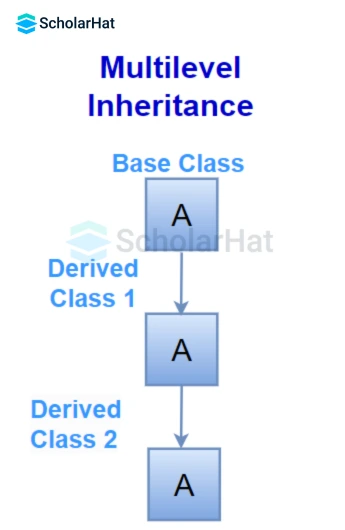 ScholarHat
Multilevel
Inheritance
Base Class
A
ScholarHat
Derived
Class 1
A
Derived
Class 2
A